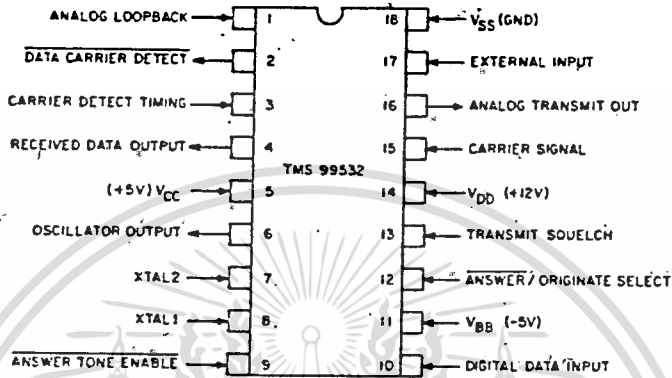 ANALOG LOOPBACK 1 18 VSS (GND)
DATA CARRIER DETECT 2 17 EXTERNAL INPUT
CARRIER DETECT TIMING 3 16 ANALOG TRANSMIT OUT
RECEIVED DATA OUTPUT 4 15 CARRIER SIGNAL
TMS 99532
(+5V) VCC 5 14 VDD (+12V)
OSCILLATOR OUTPUT 6 13 TRANSMIT SQUELCH
XTAL2 7 12 ANSWER/ORIGINATE SELECT
XTAL1 8 11 VBB (-5V)
ANSWER TONE ENABLE 9 10 DIGITAL DATA INPUT